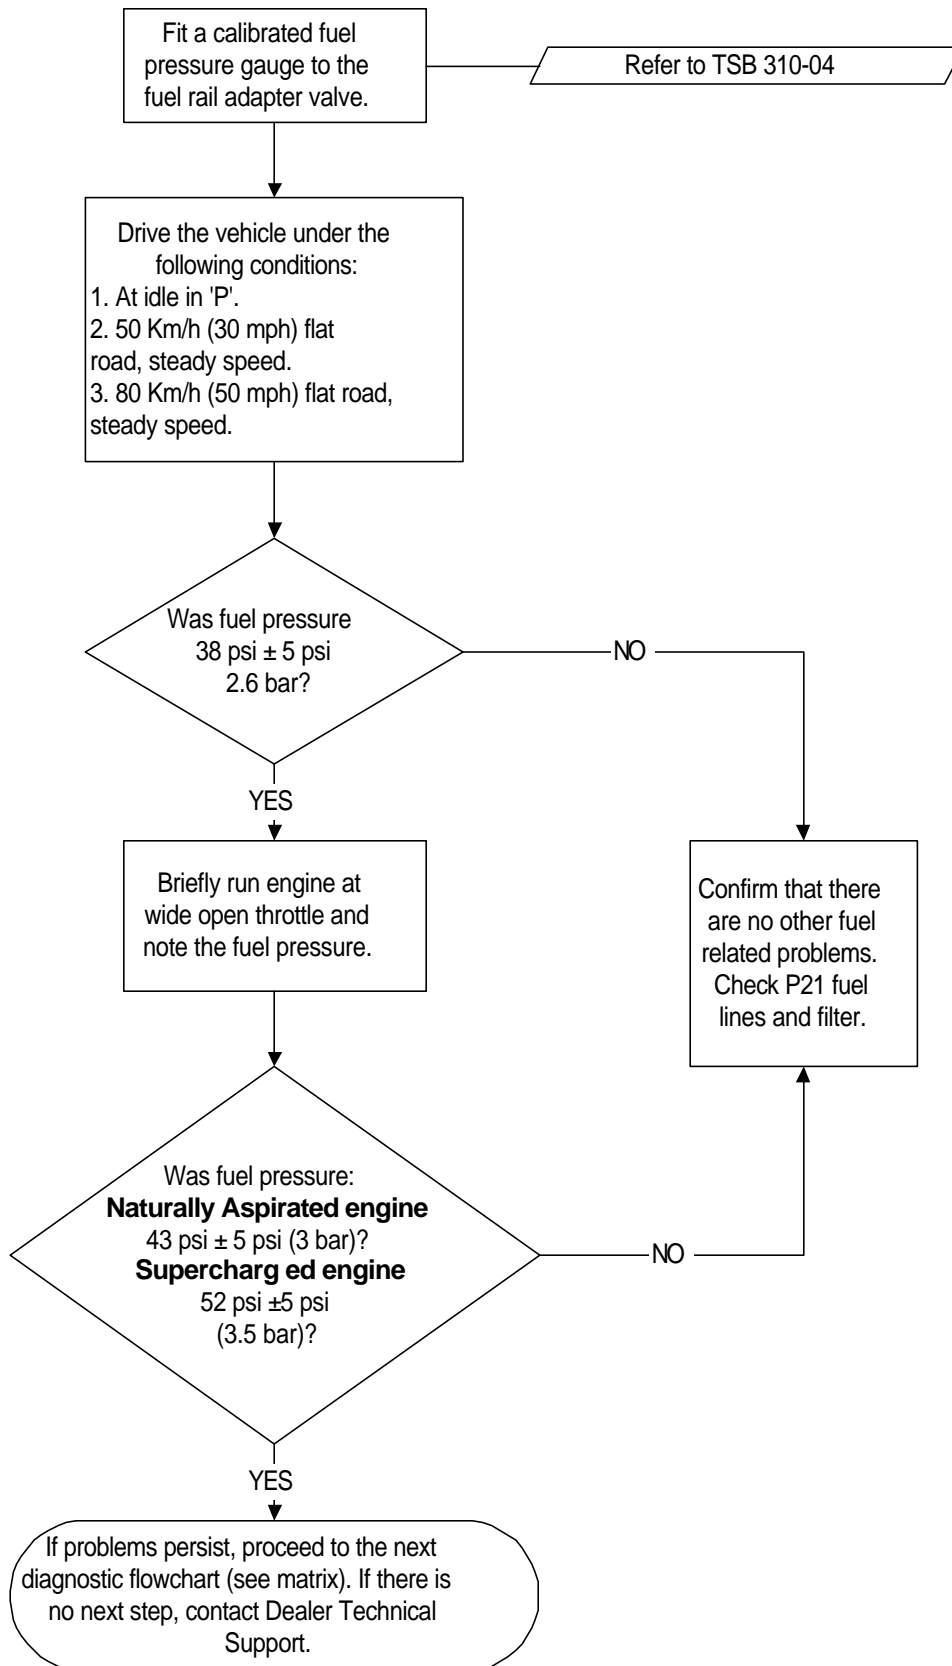 Fit a calibrated fuel
pressure gauge to the
fuel rail adapter valve.
Refer to TSB 310-04
Drive the vehicle under the
following conditions:
1. At idle in 'P'.
2. 50 Km/h (30 mph) flat
road, steady speed.
3. 80 Km/h (50 mph) flat road,
steady speed.
Was fuel pressure
38 psi ± 5 psi
2.6 bar?
NO
YES
Briefly run engine at
wide open throttle and
note the fuel pressure.
Confirm that there
are no other fuel
related problems.
Check P21 fuel
lines and filter.
Was fuel pressure:
Naturally Aspirated engine
43 psi ± 5 psi (3 bar)?
Supercharg ed engine
52 psi ±5 psi
(3.5 bar)?
NO
YES
If problems persist, proceed to the next
diagnostic flowchart (see matrix). If there is
no next step, contact Dealer Technical
Support.